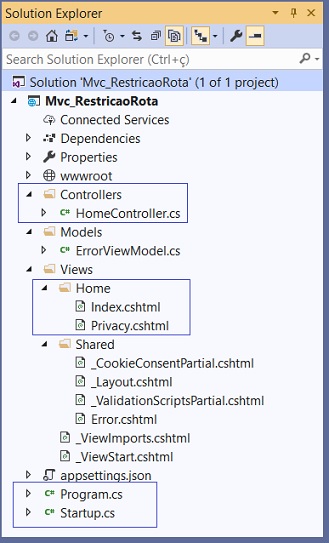 Solution Explorer
Search Solution Explorer (Ctrl+ç)
Solution 'Mvc_RestricaoRota' (1 of 1 project)
Mvc_RestricaoRota
Connected Services
Dependencies
Properties
wwwroot
Controllers
C# HomeController.cs
Models
C# ErrorViewModel.cs
Views
Home
Index.cshtml
Privacy.cshtml
Shared
_CookieConsentPartial.cshtml
_Layout.cshtml
_ValidationScriptsPartial.cshtml
Error.cshtml
_ViewImports.cshtml
_ViewStart.cshtml
appsettings.json
C# Program.cs
C# Startup.cs